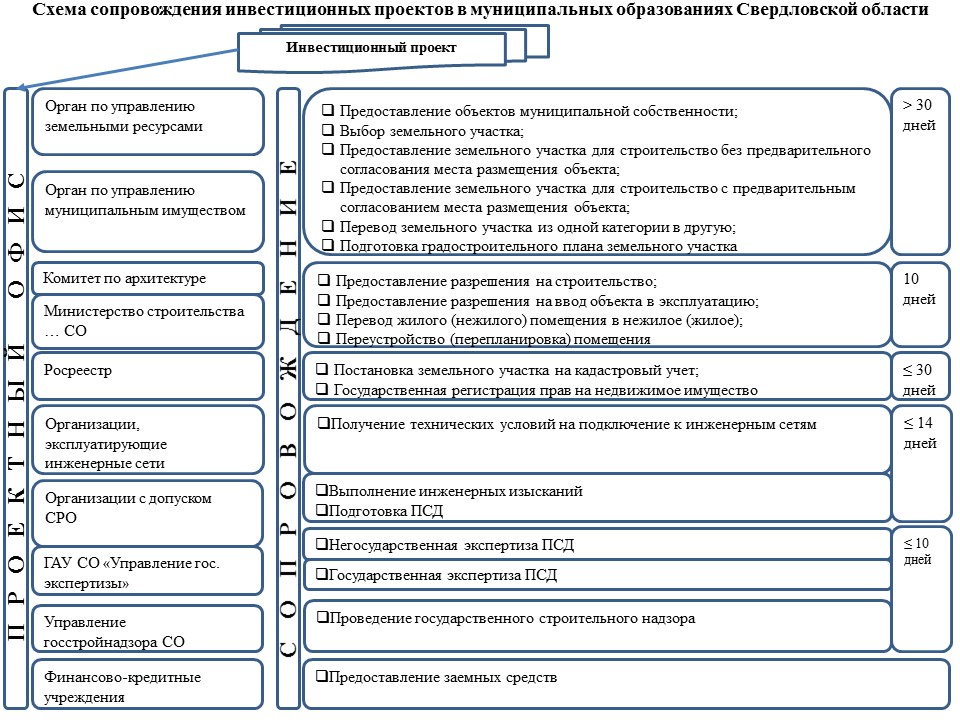 Схема сопровождения инвестиционных проектов в муниципальных образованиях Свердловской области
Инвестиционный проект
ПРОЕКТНЫЙ ОФИС
Орган по управлению
земельными ресурсами
Орган по управлению
муниципальным имуществом
Комитет по архитектуре
Министерство строительства
… СО
Росреестр
Организации,
эксплуатирующие
инженерные сети
Организации с допуском
СРО
ГАУ СО «Управление гос.
экспертизы»
Управление
госстройнадзора СО
Финансово-кредитные
учреждения
СОПРОВОЖДЕНИЕ
❑ Предоставление объектов муниципальной собственности;
❑ Выбор земельного участка;
❑ Предоставление земельного участка для строительство без предварительного
согласования места размещения объекта;
❑ Предоставление земельного участка для строительство с предварительным
согласованием места размещения объекта;
❑ Перевод земельного участка из одной категории в другую;
❑ Подготовка градостроительного плана земельного участка
> 30
дней
❑ Предоставление разрешения на строительство;
❑ Предоставление разрешения на ввод объекта в эксплуатацию;
❑ Перевод жилого (нежилого) помещения в нежилое (жилое);
❑ Переустройство (перепланировка) помещения
10
дней
❑ Постановка земельного участка на кадастровый учет;
❑ Государственная регистрация прав на недвижимое имущество
≤ 30
дней
❑Получение технических условий на подключение к инженерным сетям
≤ 14
дней
❑Выполнение инженерных изысканий
❑Подготовка ПСД
❑Негосударственная экспертиза ПСД
≤ 10
дней
❑Государственная экспертиза ПСД
❑Проведение государственного строительного надзора
❑Предоставление заемных средств